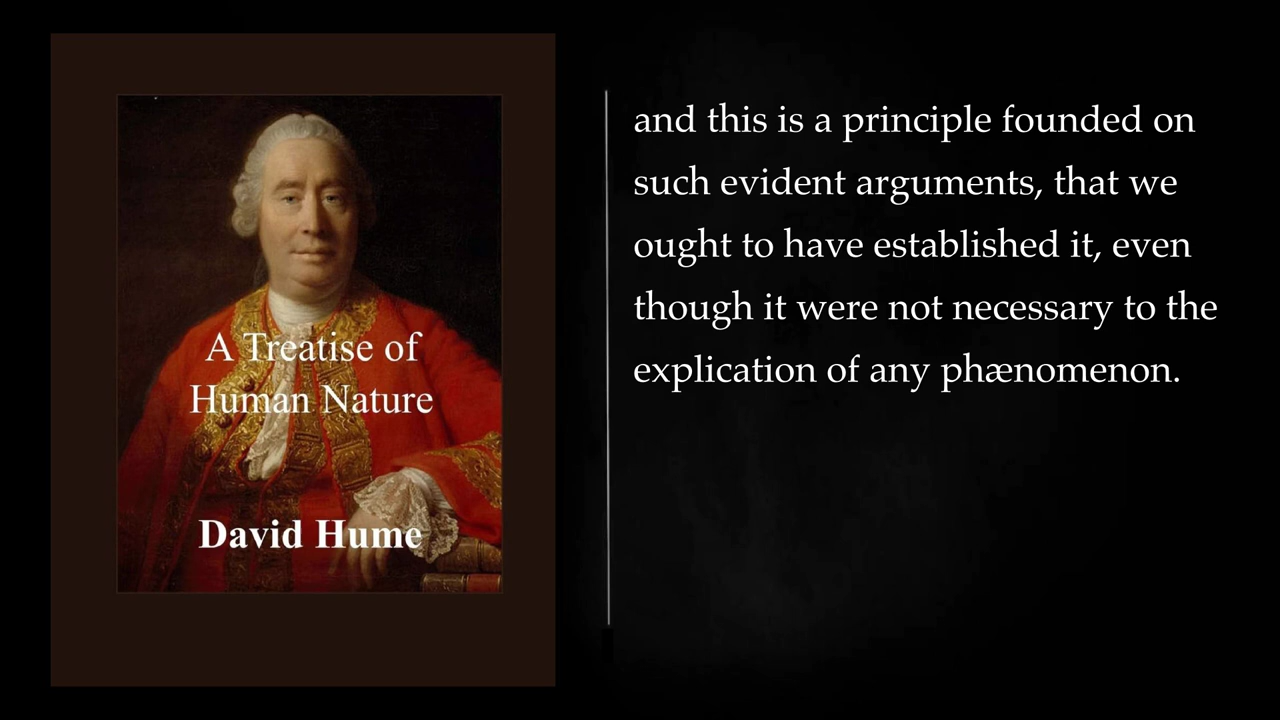 A Treatise of
Human Nature
David Hume
and this is a principle founded on
such evident arguments, that we
ought to have established it, even
though it were not necessary to the
explication of any phænomenon.